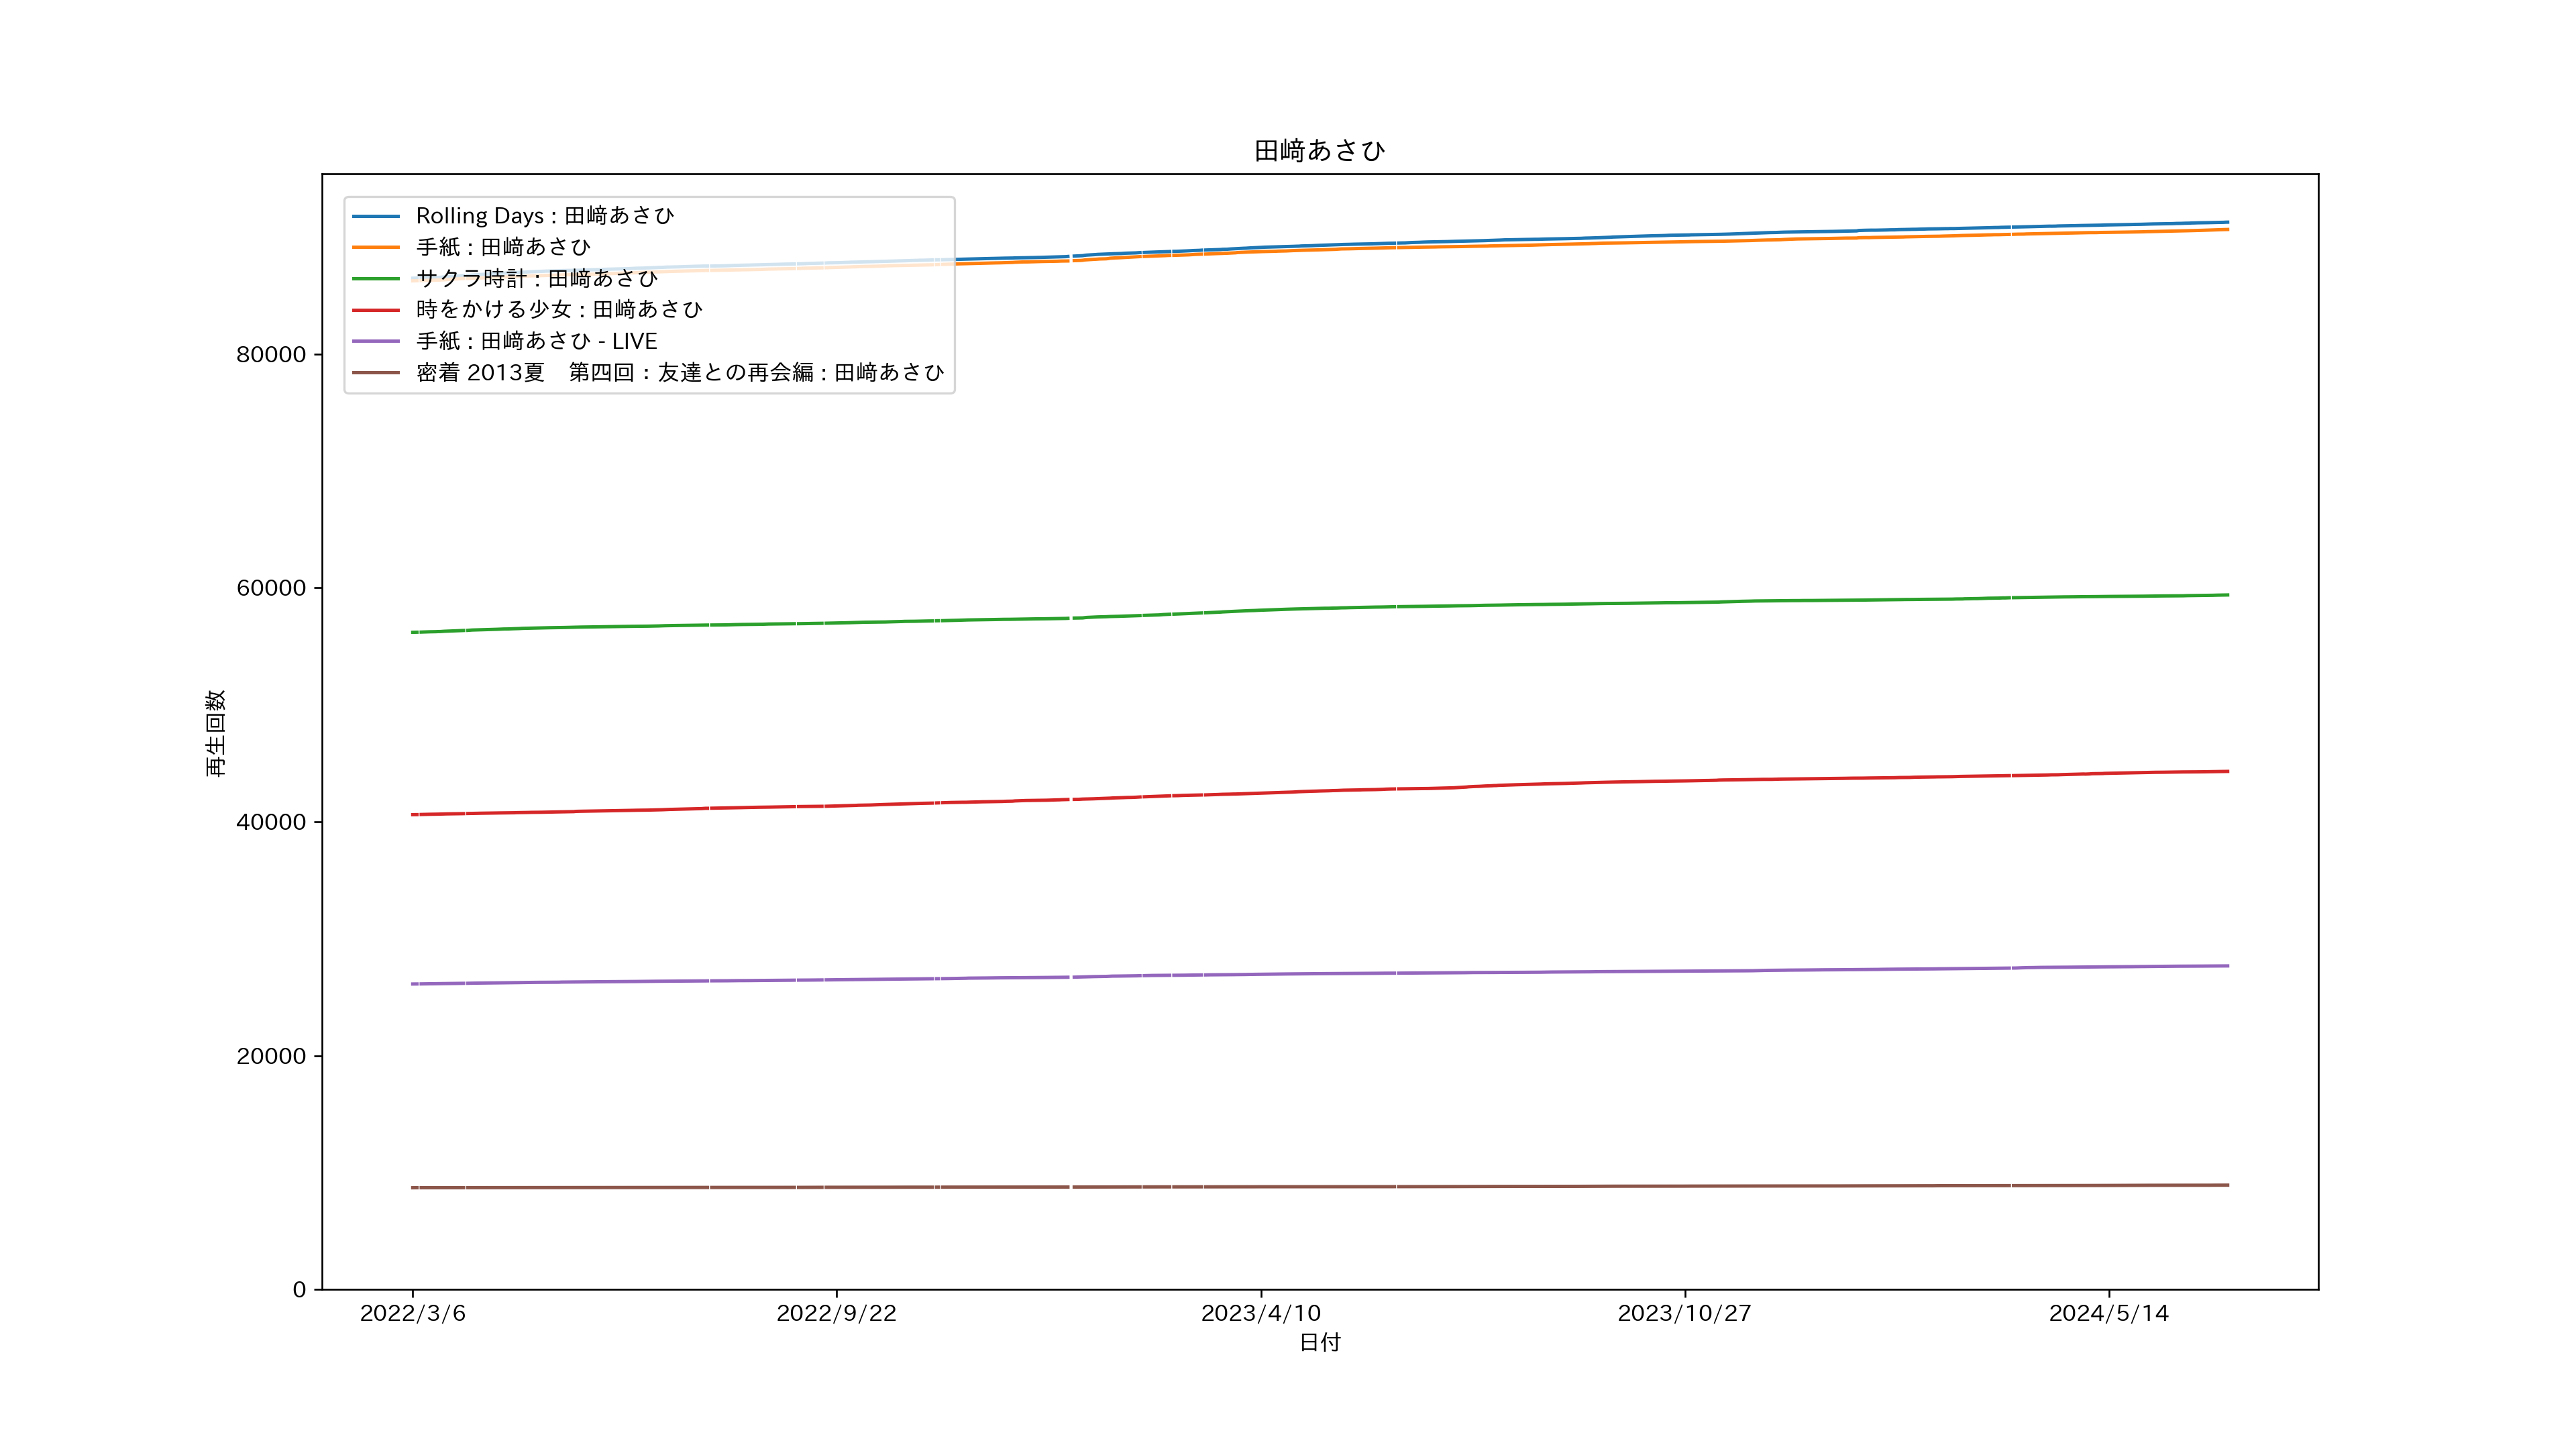 田﨑あさひ
Rolling Days : 田﨑あさひ
手紙 : 田﨑あさひ
サクラ時計 : 田﨑あさひ
時をかける少女 : 田﨑あさひ
手紙 : 田﨑あさひ - LIVE
密着 2013夏　第四回：友達との再会編 : 田﨑あさひ
再生回数
80000
60000
40000
20000
0
2022/3/6
2022/9/22
2023/4/10
2023/10/27
2024/5/14
日付